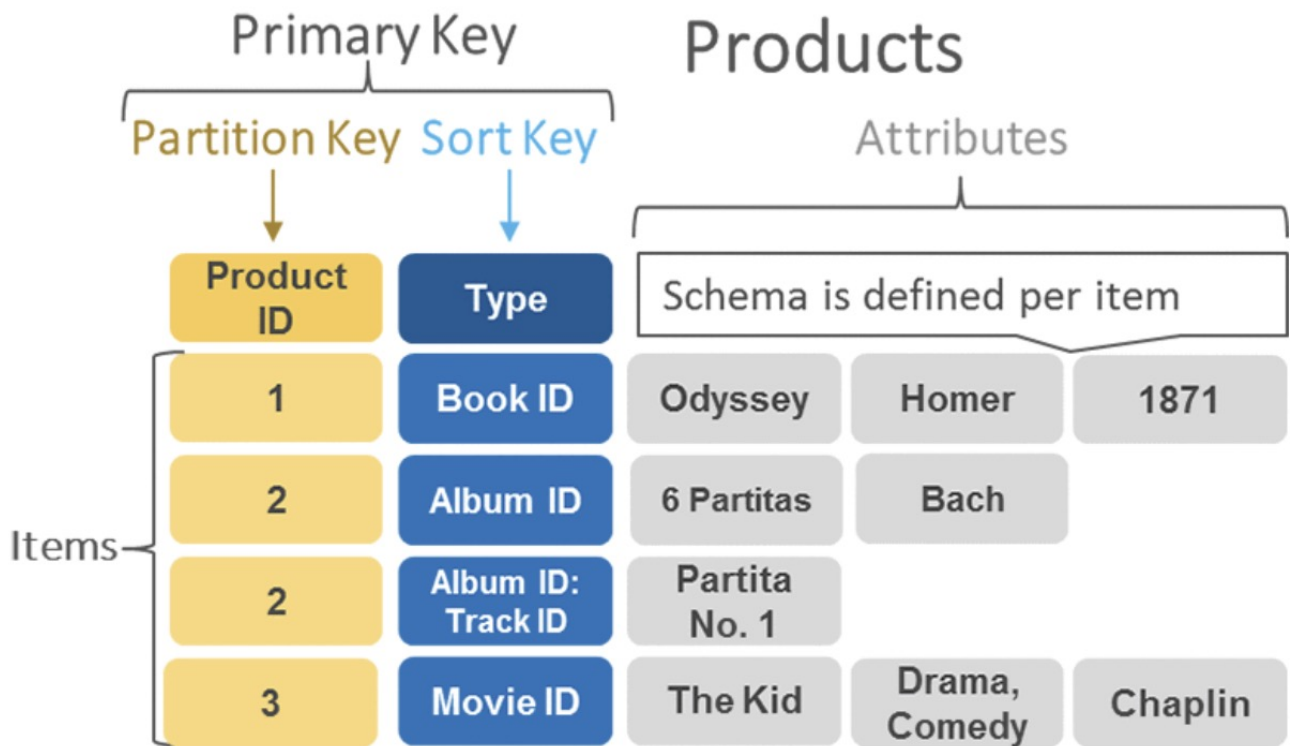 Primary Key
Products
Partition Key
Sort Key
Attributes
Product
ID
Type
Schema is defined per item
1
Book ID
Odyssey
Homer
1871
2
Album ID
6 Partitas
Bach
Items
2
Album ID:
Track ID
Partita
No. 1
3
Movie ID
The Kid
Drama,
Comedy
Chaplin